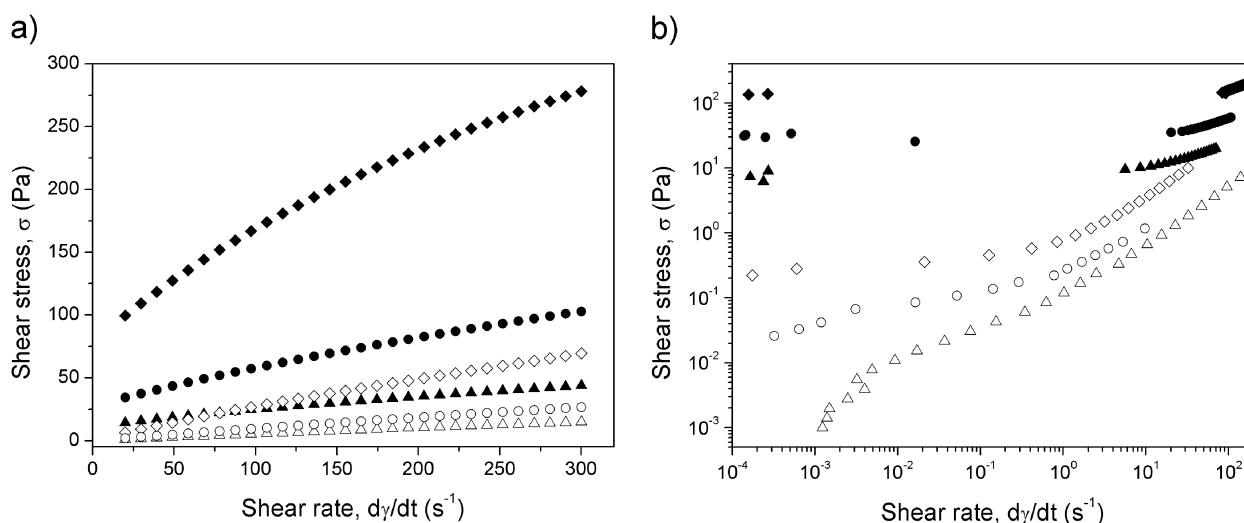 a)
300
250
200
150
100
50
0
Shear stress, σ (Pa)
0 50 100 150 200 250 300
Shear rate, dγ/dt (s⁻¹)
b)
10²
10¹
10⁰
10⁻¹
10⁻²
10⁻³
Shear stress, σ (Pa)
10⁻⁴ 10⁻³ 10⁻² 10⁻¹ 10⁰ 10¹ 10²
Shear rate, dγ/dt (s⁻¹)